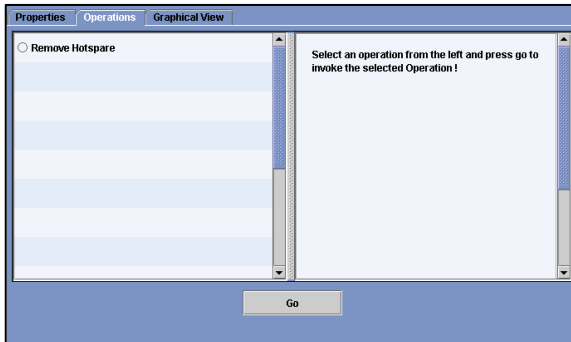 Properties Operations Graphical View
Remove Hotspare
Select an operation from the left and press go to
invoke the selected Operation !
Go